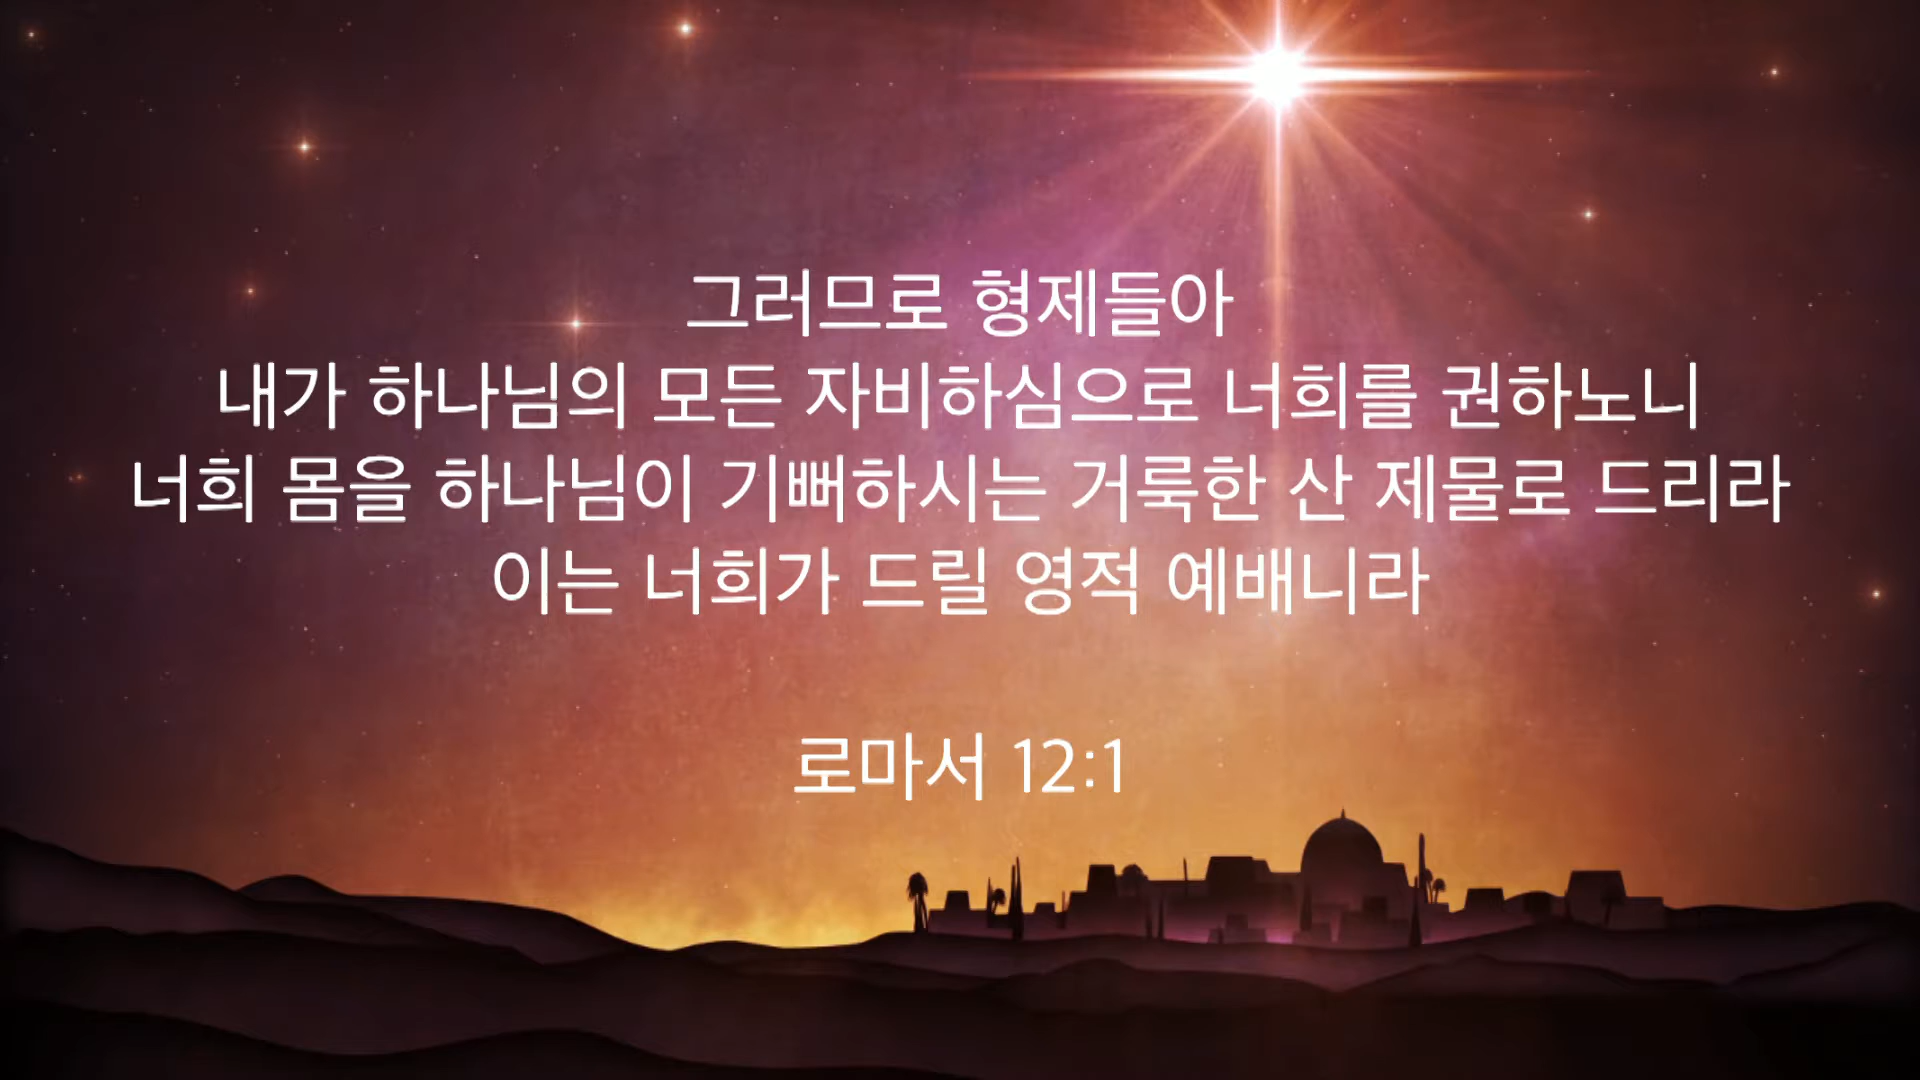 그러므로 형제들아
내가 하나님의 모든 자비하심으로 너희를 권하노니
너희 몸을 하나님이 기뻐하시는 거룩한 산 제물로 드리라
이는 너희가 드릴 영적 예배니라
로마서 12:1